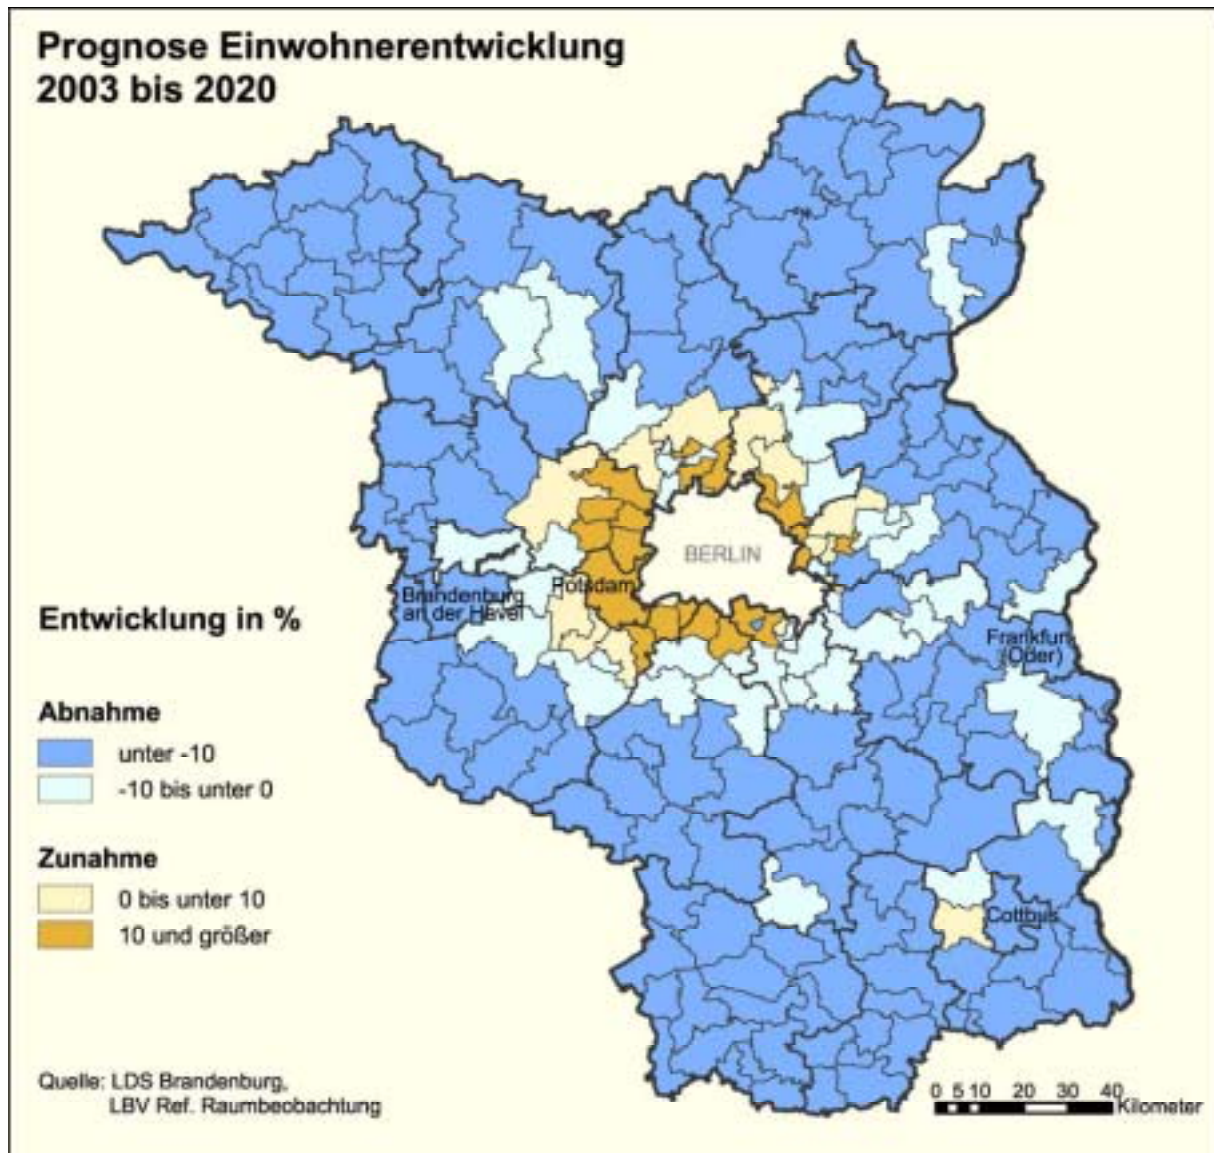 Prognose Einwohnerentwicklung
2003 bis 2020
BERLIN
Potsdam
Brandenburg
an der Havel
Frankfurt
(Oder)
Cottbus
Entwicklung in %
Abnahme
unter -10
-10 bis unter 0
Zunahme
0 bis unter 10
10 und größer
Quelle: LDS Brandenburg,
LBV Ref. Raumbeobachtung
0 5 10 20 30 40
Kilometer